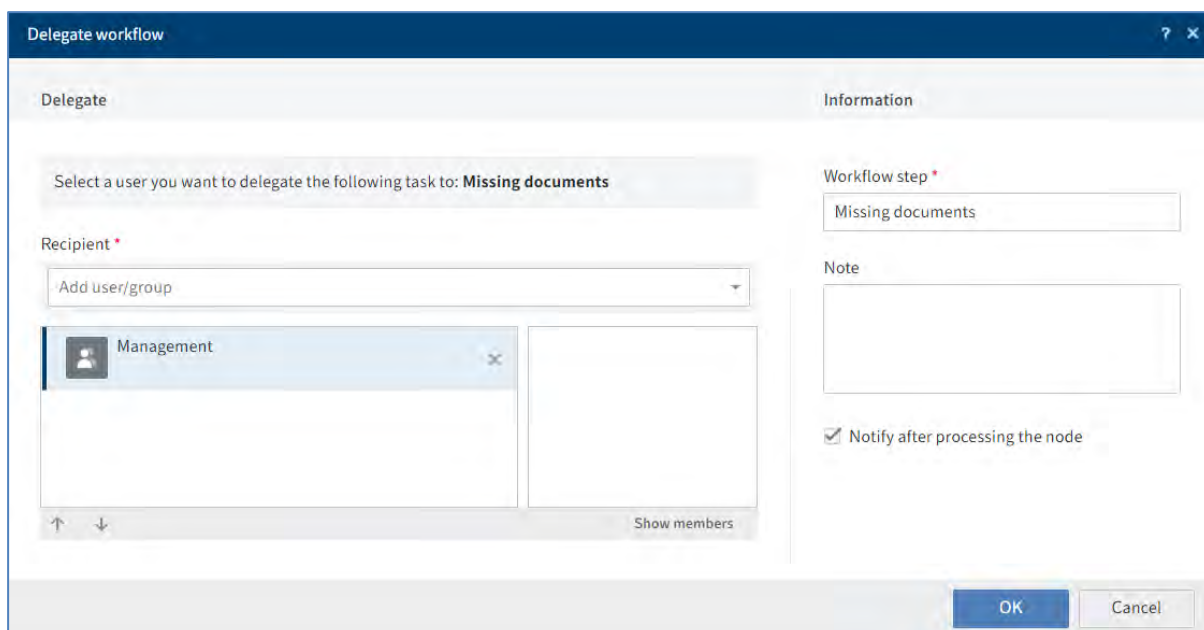 Delegate workflow
? ×
Delegate
Information
Select a user you want to delegate the following task to: Missing documents
Recipient *
Add user/group
Management
Show members
Workflow step *
Missing documents
Note
Notify after processing the node
OK
Cancel